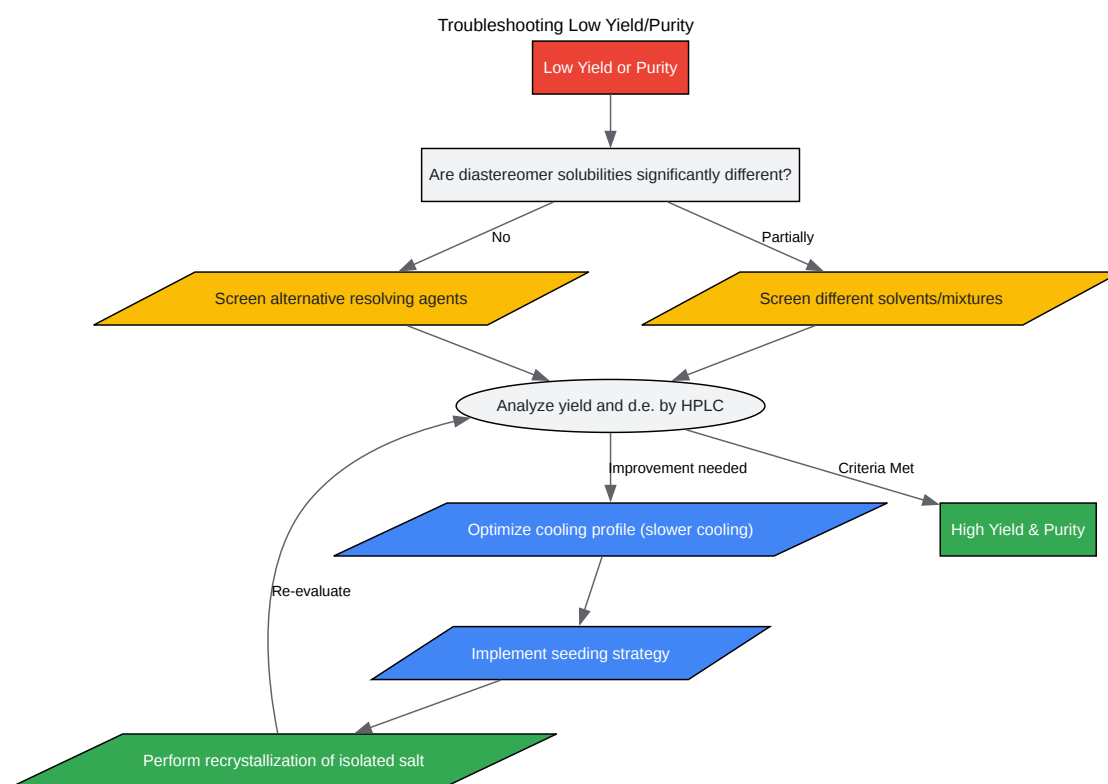 Troubleshooting Low Yield/Purity
Low Yield or Purity
Are diastereomer solubilities significantly different?
No
Partially
Screen alternative resolving agents
Screen different solvents/mixtures
Analyze yield and d.e. by HPLC
Improvement needed
Criteria Met
Optimize cooling profile (slower cooling)
High Yield & Purity
Re-evaluate
Implement seeding strategy
Perform recrystallization of isolated salt